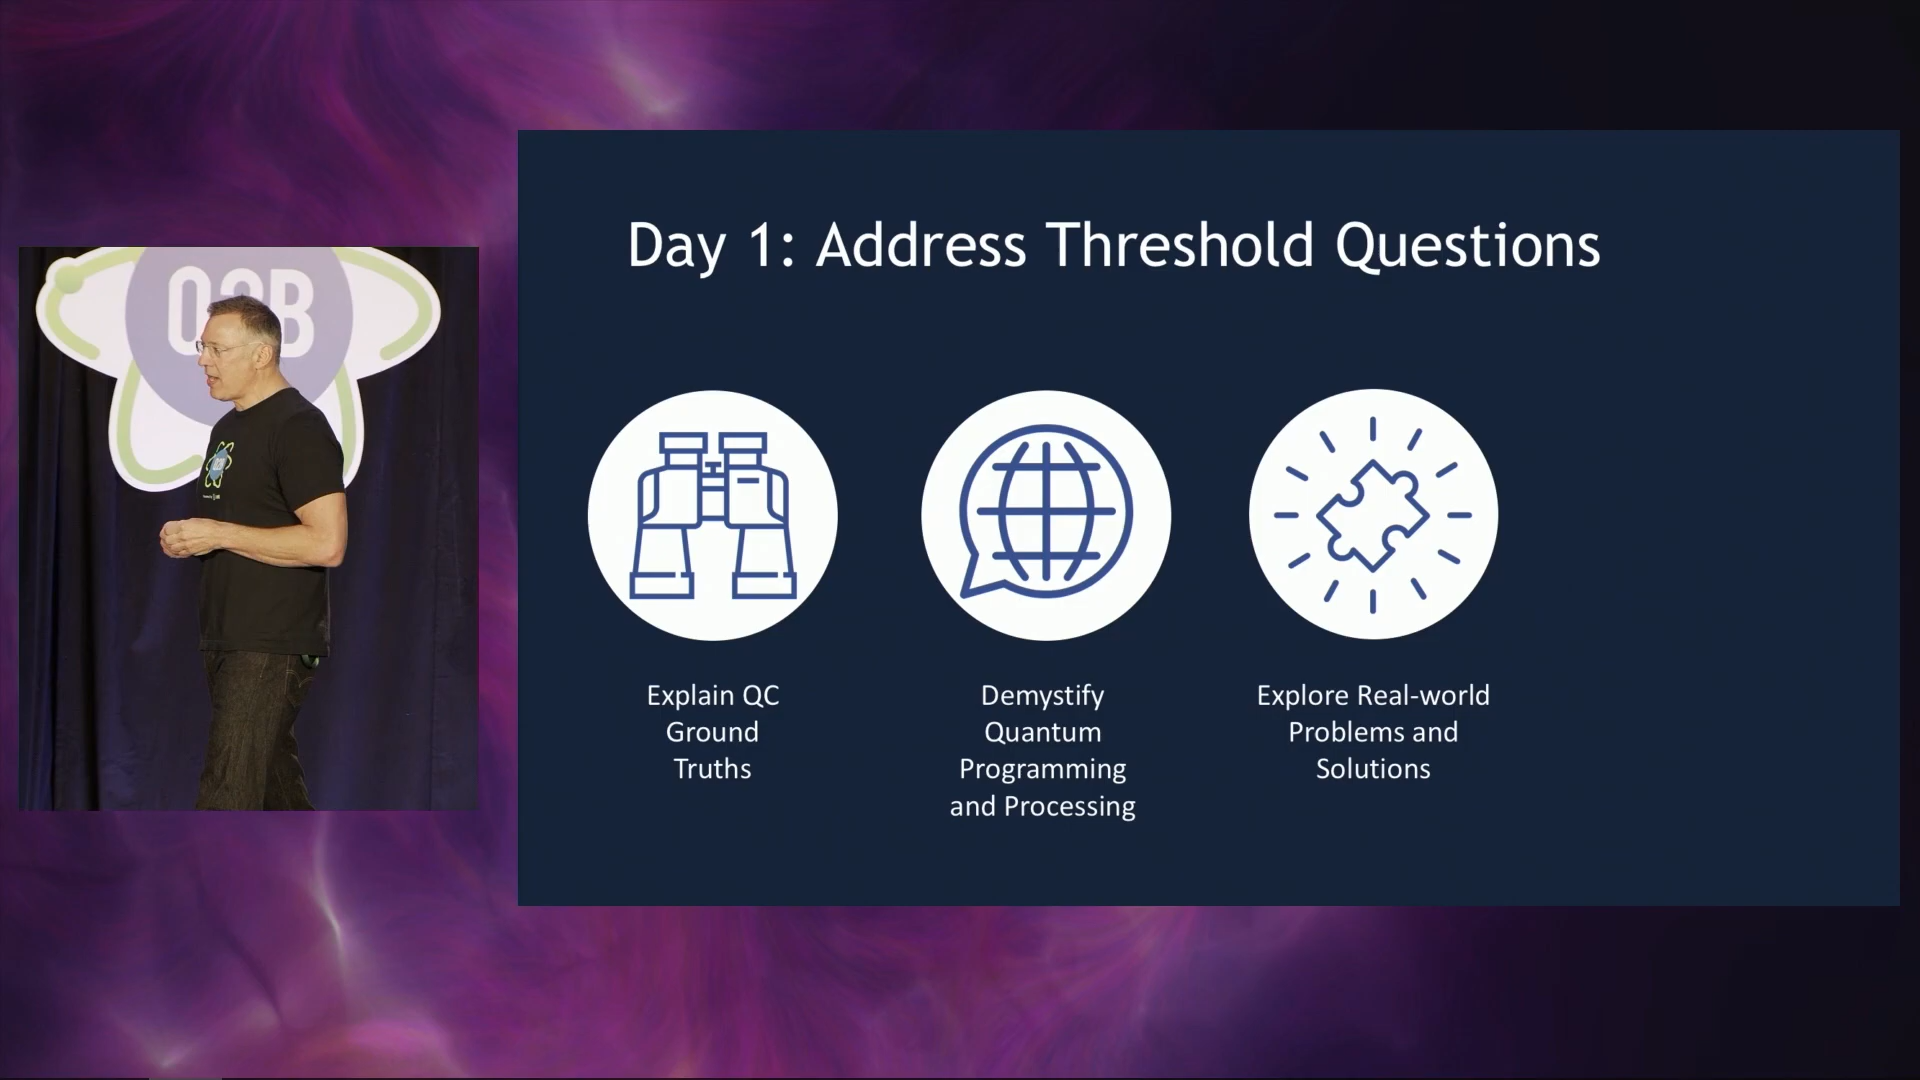 Day 1: Address Threshold Questions
Explain QC
Ground
Truths
Demystify
Quantum
Programming
and Processing
Explore Real-world
Problems and
Solutions